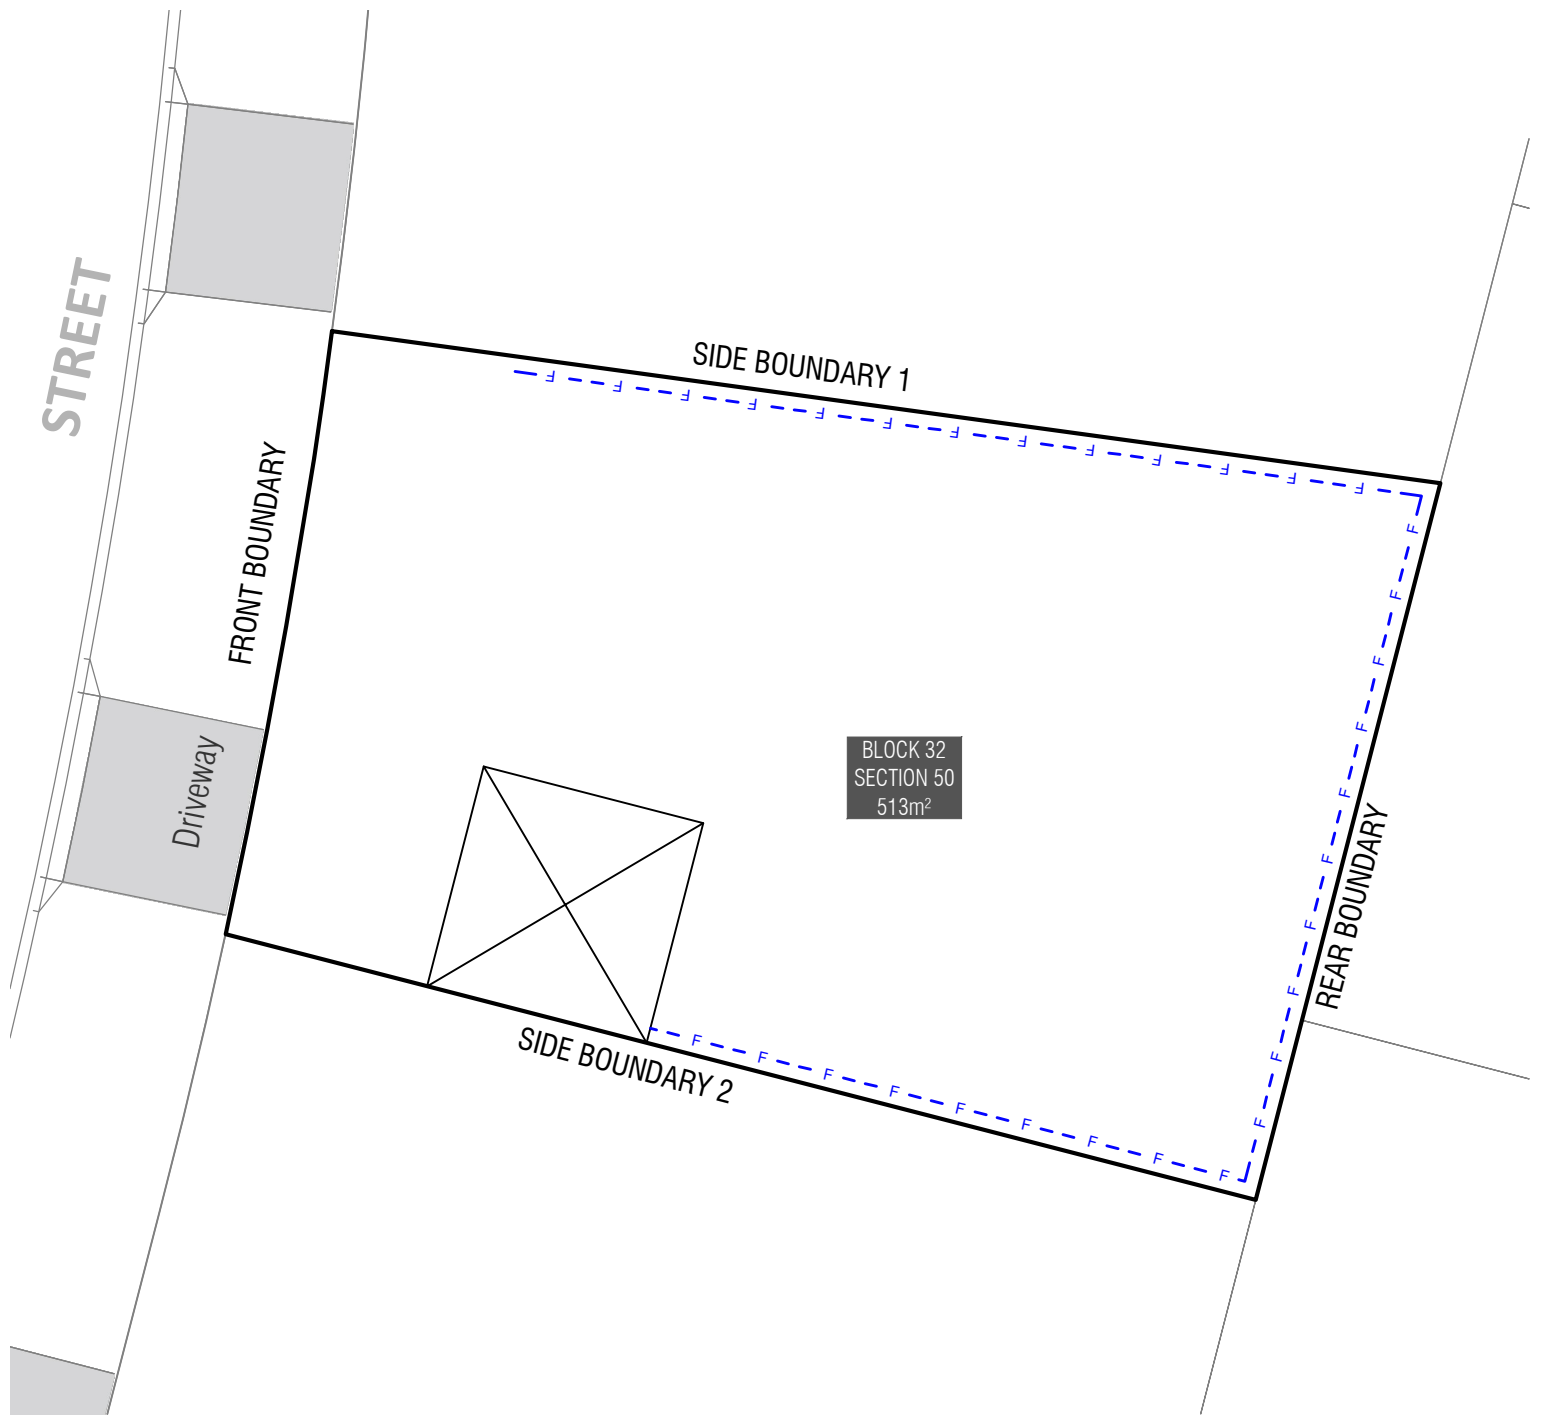 STREET
SIDE BOUNDARY 1
F F F F F F F F F F F F F
FRONT BOUNDARY
F F F F F F F F F F
Driveway
BLOCK 32
SECTION 50
513m²
REAR BOUNDARY
SIDE BOUNDARY 2
F F F F F F F F F